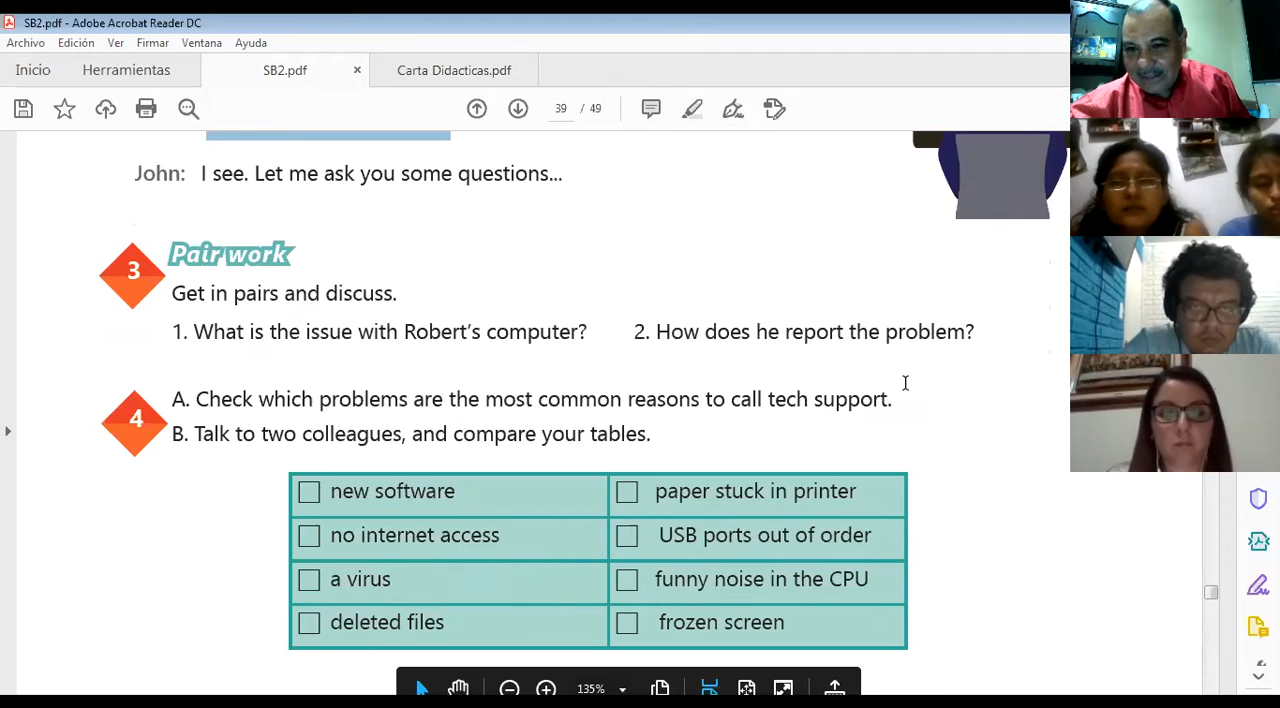 SB2.pdf - Adobe Acrobat Reader DC
Archivo Edición Ver Firmar Ventana Ayuda
Inicio Herramientas SB2.pdf × Carta Didacticas.pdf
39 / 49
John: I see. Let me ask you some questions...
3 Pair work
Get in pairs and discuss.
1. What is the issue with Robert's computer? 2. How does he report the problem?
4 A. Check which problems are the most common reasons to call tech support.
B. Talk to two colleagues, and compare your tables.
new software paper stuck in printer
no internet access USB ports out of order
a virus funny noise in the CPU
deleted files frozen screen
135%